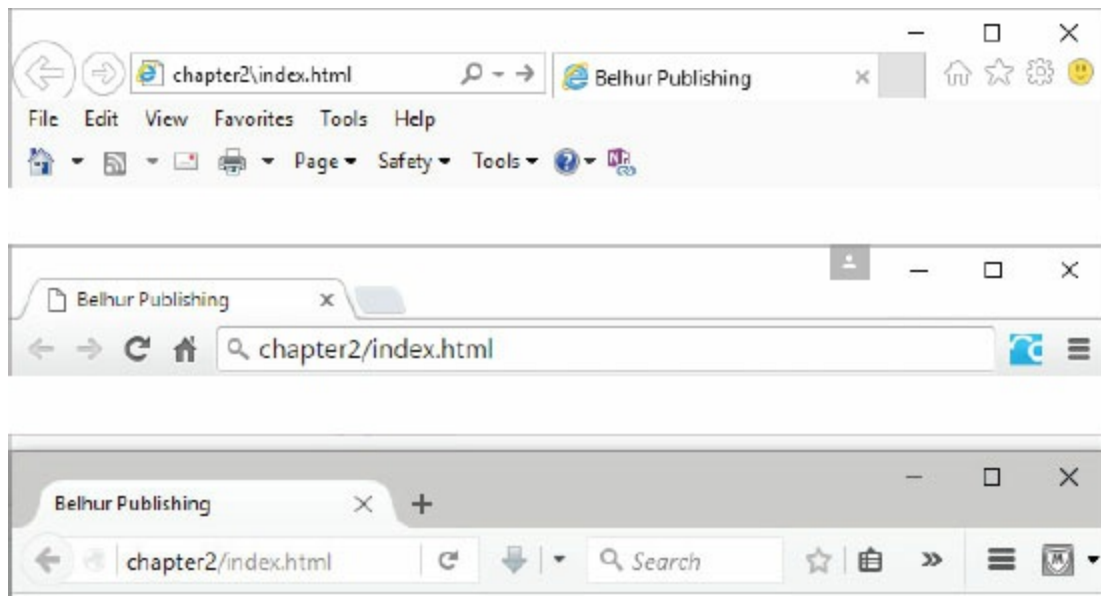 chapter2\index.html Belhur Publishing
File Edit View Favorites Tools Help
Page Safety Tools
Belhur Publishing
chapter2/index.html
Belhur Publishing
chapter2/index.html Search